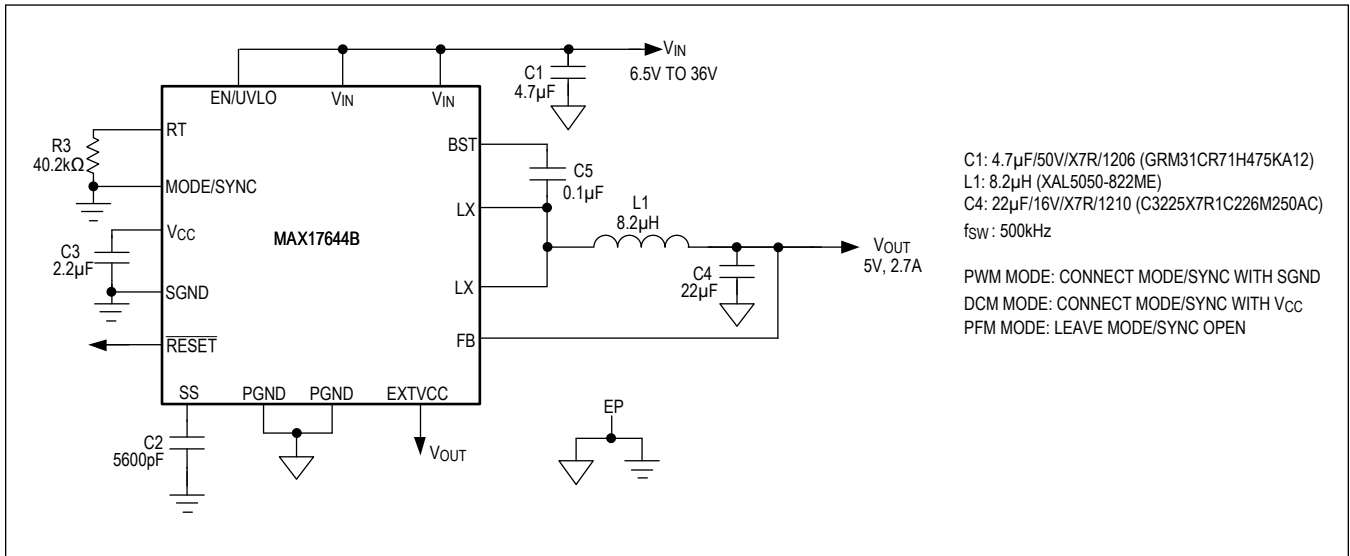 VIN
6.5V TO 36V
C1
4.7µF
EN/UVLO
VIN
VIN
RT
R3
40.2kΩ
MODE/SYNC
BST
C5
0.1µF
VCC
C3
2.2µF
MAX17644B
LX
L1
8.2µH
VOUT
5V, 2.7A
C4
22µF
SGND
LX
RESET
FB
SS
PGND
PGND
EXTVCC
C2
5600pF
VOUT
EP
C1: 4.7µF/50V/X7R/1206 (GRM31CR71H475KA12)
L1: 8.2µH (XAL5050-822ME)
C4: 22µF/16V/X7R/1210 (C3225X7R1C226M250AC)
fSW : 500kHz
PWM MODE: CONNECT MODE/SYNC WITH SGND
DCM MODE: CONNECT MODE/SYNC WITH VCC
PFM MODE: LEAVE MODE/SYNC OPEN